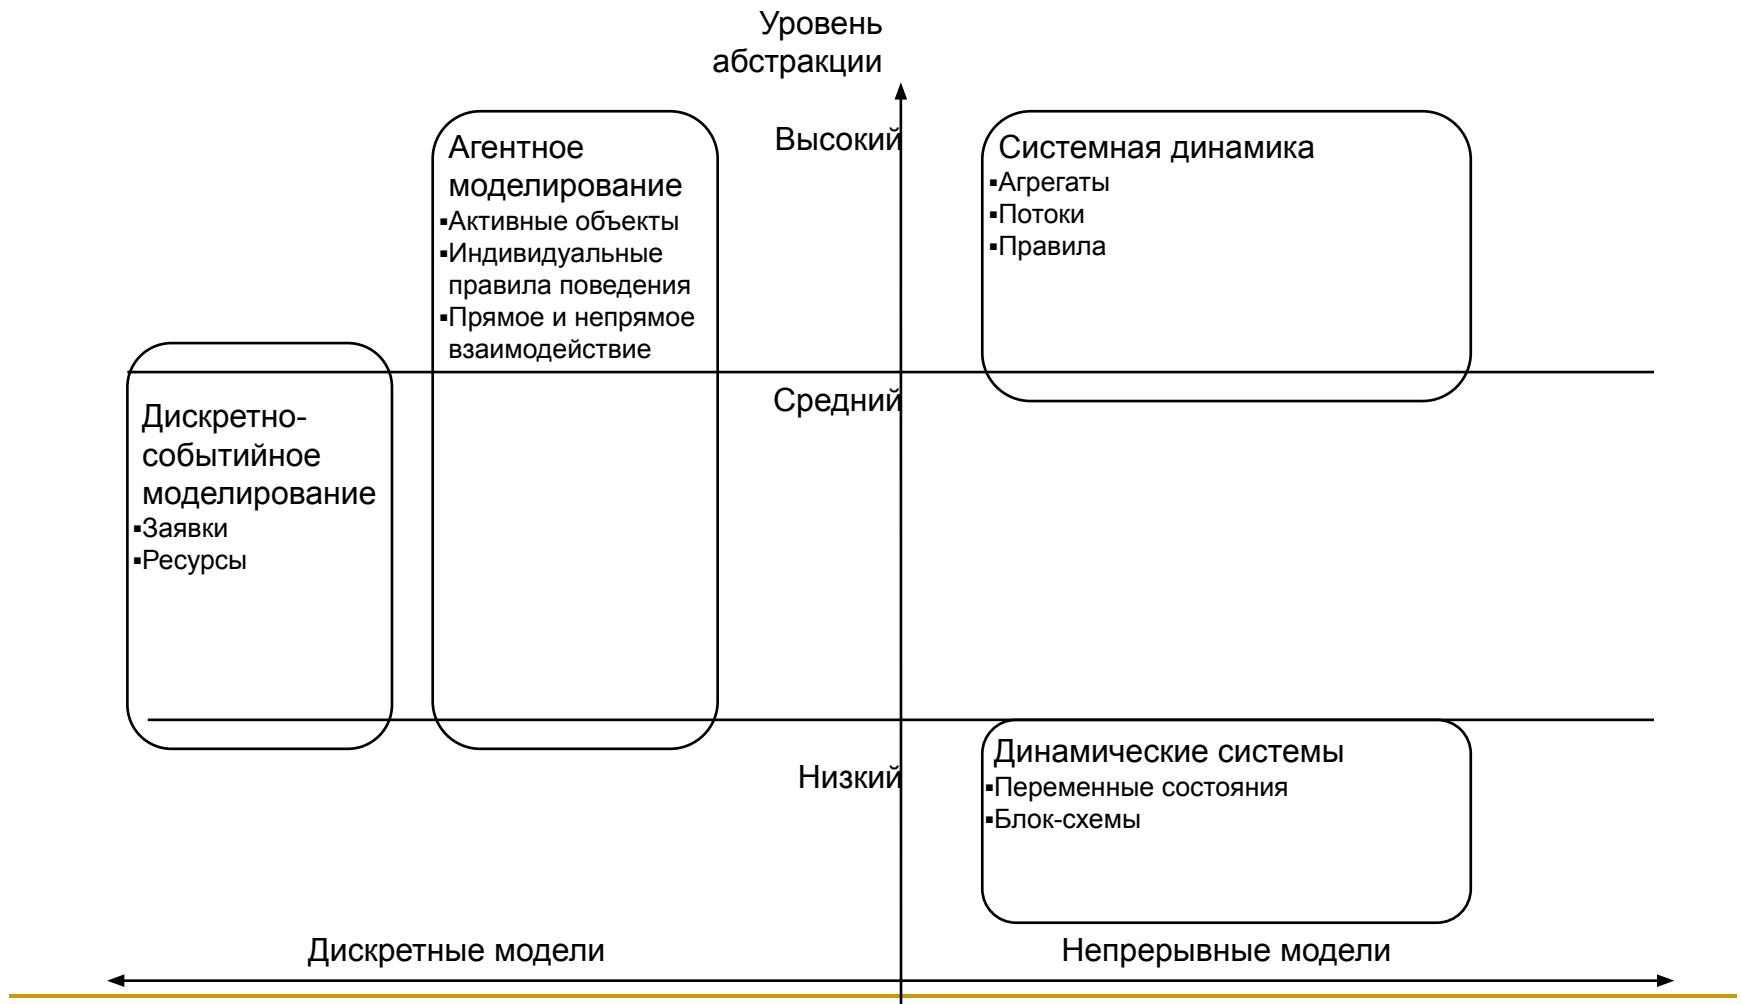 Уровень
абстракции
Высокий
Агентное
моделирование
▪Активные объекты
▪Индивидуальные
правила поведения
▪Прямое и непрямое
взаимодействие
Системная динамика
▪Агрегаты
▪Потоки
▪Правила
Средний
Дискретно-
событийное
моделирование
▪Заявки
▪Ресурсы
Низкий
Динамические системы
▪Переменные состояния
▪Блок-схемы
Дискретные модели
Непрерывные модели